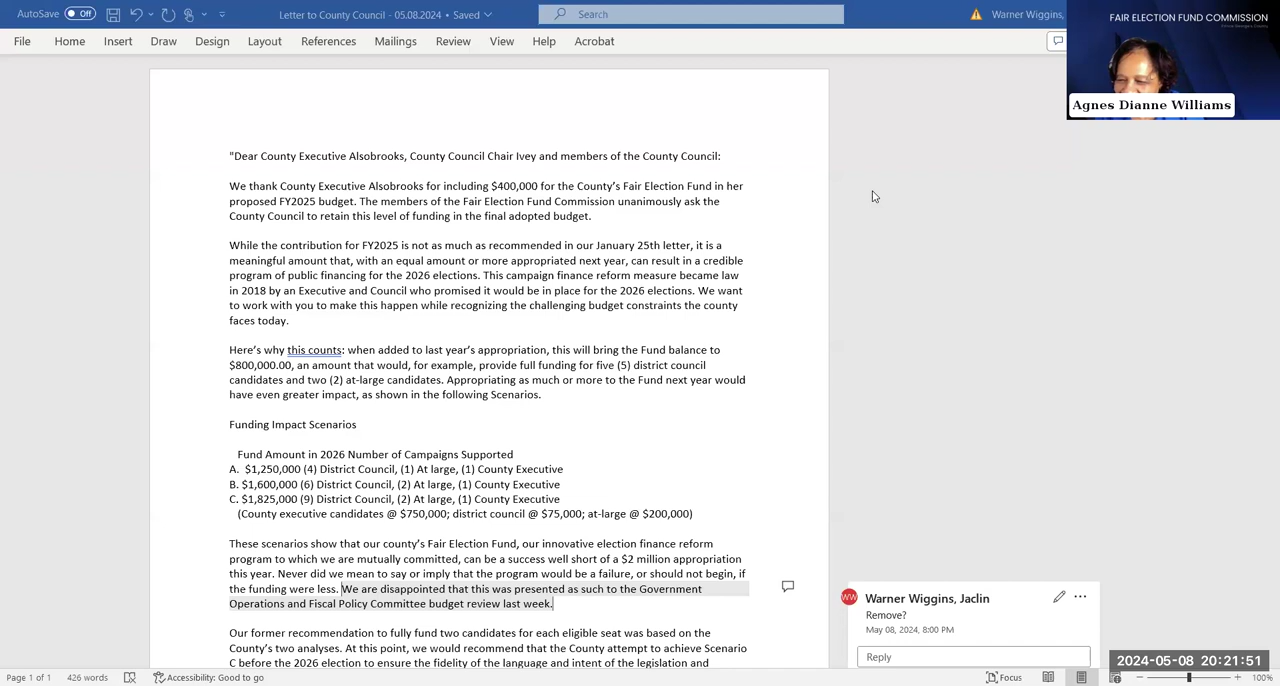 AutoSave Off Letter to County Council - 05.08.2024 • Saved Search Warner Wiggins,
FAIR ELECTION FUND COMMISSION
File Home Insert Draw Design Layout References Mailings Review View Help Acrobat
Agnes Dianne Williams
"Dear County Executive Alsobrooks, County Council Chair Ivey and members of the County Council:
We thank County Executive Alsobrooks for including $400,000 for the County's Fair Election Fund in her
proposed FY2025 budget. The members of the Fair Election Fund Commission unanimously ask the
County Council to retain this level of funding in the final adopted budget.
While the contribution for FY2025 is not as much as recommended in our January 25th letter, it is a
meaningful amount that, with an equal amount or more appropriated next year, can result in a credible
program of public financing for the 2026 elections. This campaign finance reform measure became law
in 2018 by an Executive and Council who promised it would be in place for the 2026 elections. We want
to work with you to make this happen while recognizing the challenging budget constraints the county
faces today.
Here's why this counts: when added to last year's appropriation, this will bring the Fund balance to
$800,000.00, an amount that would, for example, provide full funding for five (5) district council
candidates and two (2) at-large candidates. Appropriating as much or more to the Fund next year would
have even greater impact, as shown in the following Scenarios.
Funding Impact Scenarios
Fund Amount in 2026 Number of Campaigns Supported
A. $1,250,000 (4) District Council, (1) At large, (1) County Executive
B. $1,600,000 (6) District Council, (2) At large, (1) County Executive
C. $1,825,000 (9) District Council, (2) At large, (1) County Executive
(County executive candidates @ $750,000; district council @ $75,000; at-large @ $200,000)
These scenarios show that our county's Fair Election Fund, our innovative election finance reform
program to which we are mutually committed, can be a success well short of a $2 million appropriation
this year. Never did we mean to say or imply that the program would be a failure, or should not begin, if
the funding were less. We are disappointed that this was presented as such to the Government
Operations and Fiscal Policy Committee budget review last week.
Our former recommendation to fully fund two candidates for each eligible seat was based on the
County's two analyses. At this point, we would recommend that the County attempt to achieve Scenario
C before the 2026 election to ensure the fidelity of the language and intent of the legislation and
WW Warner Wiggins, Jaclin
Remove?
May 08, 2024, 8:00 PM
Reply
2024-05-08 20:21:51
Page 1 of 1 426 words Accessibility: Good to go Focus 100%